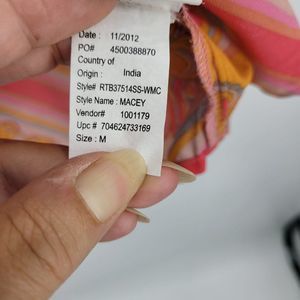 Date : 11/2012
PO# 4500388870
Country of
Origin : India
Style# RTB37514SS-WMC
Style Name : MACEY
Vendor# 1001179
Upc # 704624733169
Size : M